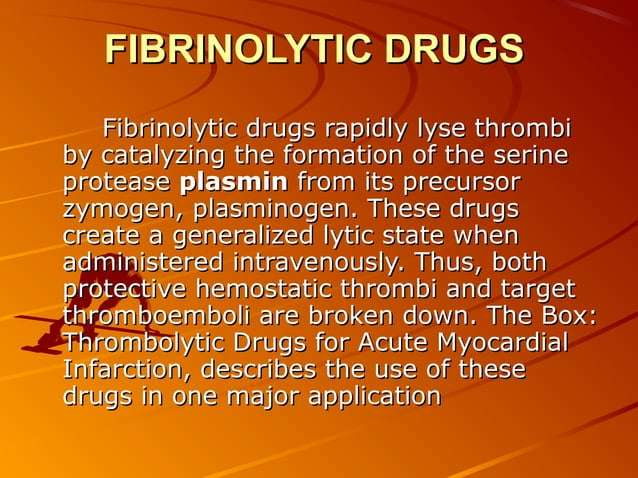 FIBRINOLYTIC DRUGS
Fibrinolytic drugs rapidly lyse thrombi
by catalyzing the formation of the serine
protease plasmin from its precursor
zymogen, plasminogen. These drugs
create a generalized lytic state when
administered intravenously. Thus, both
protective hemostatic thrombi and target
thromboemboli are broken down. The Box:
Thrombolytic Drugs for Acute Myocardial
Infarction, describes the use of these
drugs in one major application